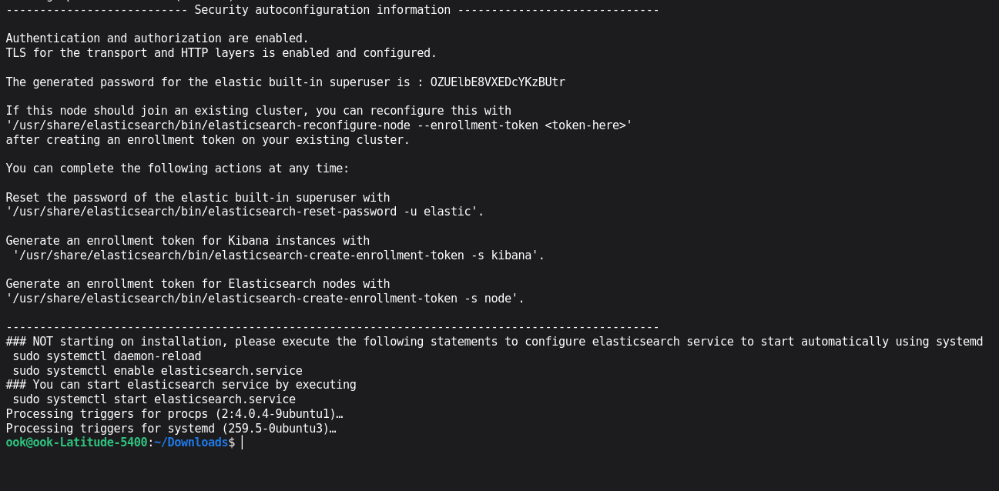 --------------------------- Security autoconfiguration information ------------------------------
Authentication and authorization are enabled.
TLS for the transport and HTTP layers is enabled and configured.
The generated password for the elastic built-in superuser is : OZUElbE8VXEDcYKzBUtr
If this node should join an existing cluster, you can reconfigure this with
'/usr/share/elasticsearch/bin/elasticsearch-reconfigure-node --enrollment-token <token-here>'
after creating an enrollment token on your existing cluster.
You can complete the following actions at any time:
Reset the password of the elastic built-in superuser with
'/usr/share/elasticsearch/bin/elasticsearch-reset-password -u elastic'.
Generate an enrollment token for Kibana instances with
 '/usr/share/elasticsearch/bin/elasticsearch-create-enrollment-token -s kibana'.
Generate an enrollment token for Elasticsearch nodes with
'/usr/share/elasticsearch/bin/elasticsearch-create-enrollment-token -s node'.
-------------------------------------------------------------------------------------------------
### NOT starting on installation, please execute the following statements to configure elasticsearch service to start automatically using systemd
 sudo systemctl daemon-reload
 sudo systemctl enable elasticsearch.service
### You can start elasticsearch service by executing
 sudo systemctl start elasticsearch.service
Processing triggers for procps (2:4.0.4-9ubuntu1)…
Processing triggers for systemd (259.5-0ubuntu3)…
ook@ook-Latitude-5400:~/Downloads$